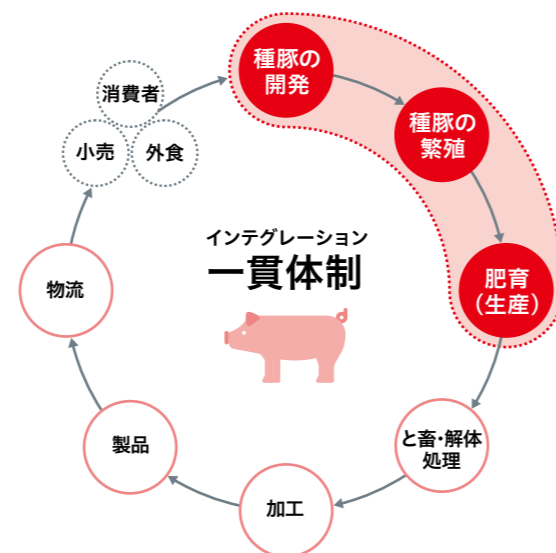 種豚の
開発
種豚の
繁殖
肥育
（生産）
と畜・解体
処理
加工
製品
物流
消費者
小売
外食
インテグレーション
一貫体制